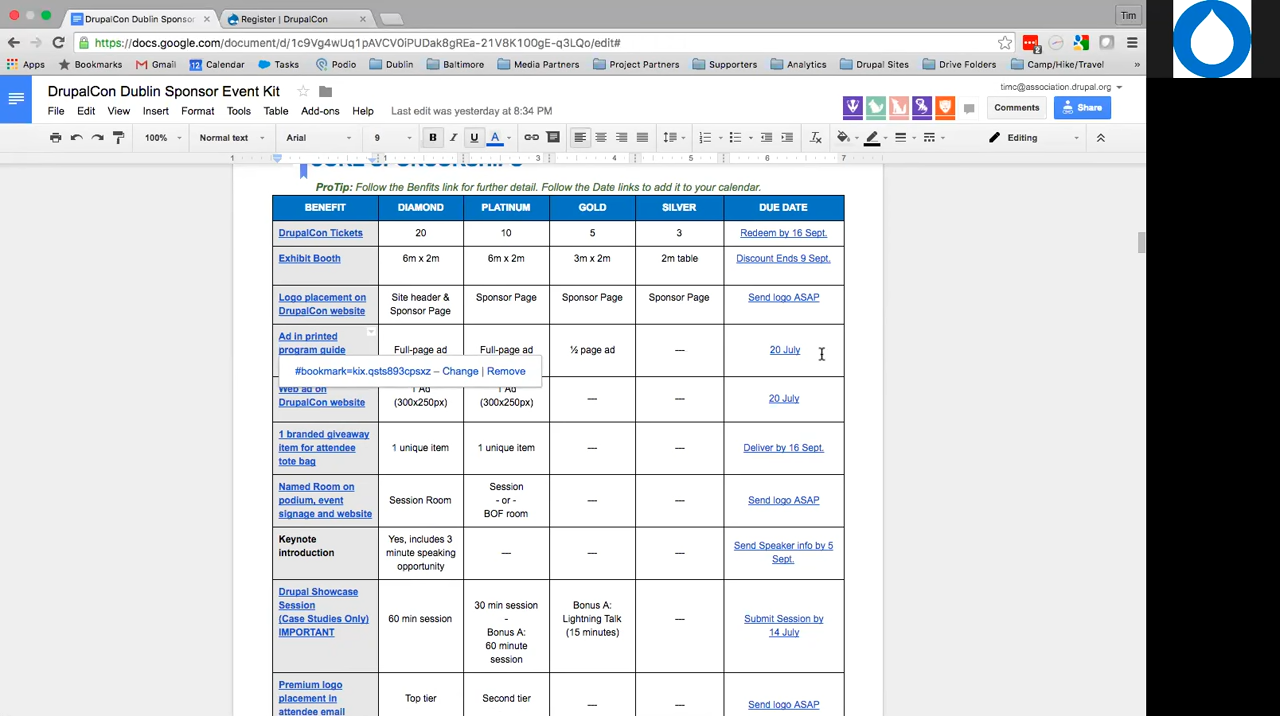 DrupalCon Dublin Sponsor
Register | DrupalCon
Tim
https://docs.google.com/document/d/1c9Vg4wUq1pAVCV0iPUDak8gREa-21V8K100gE-q3LQo/edit#
Apps Bookmarks Gmail Calendar Tasks Podio Dublin Baltimore Media Partners Project Partners Supporters Analytics Drupal Sites Drive Folders Camp/Hike/Travel »
DrupalCon Dublin Sponsor Event Kit
timc@association.drupal.org
File Edit View Insert Format Tools Table Add-ons Help Last edit was yesterday at 8:34 PM
Comments Share
100% Normal text Arial 9 B I U A Editing
1 1 3 4 5 6 7
ProTip: Follow the Benfits link for further detail. Follow the Date links to add it to your calendar.
BENEFIT DIAMOND PLATINUM GOLD SILVER DUE DATE
DrupalCon Tickets 20 10 5 3 Redeem by 16 Sept.
Exhibit Booth 6m x 2m 6m x 2m 3m x 2m 2m table Discount Ends 9 Sept.
Logo placement on Site header & Sponsor Page Sponsor Page Sponsor Page Send logo ASAP
DrupalCon website Sponsor Page
Ad in printed
program guide Full-page ad Full-page ad ½ page ad --- 20 July
#bookmark=kix.qsts893cpsxz – Change | Remove
Web ad on 1 Ad 1 Ad
DrupalCon website (300x250px) (300x250px) --- --- 20 July
1 branded giveaway
item for attendee 1 unique item 1 unique item --- --- Deliver by 16 Sept.
tote bag
Named Room on Session
podium, event Session Room - or - --- --- Send logo ASAP
signage and website BOF room
Keynote Yes, includes 3 Send Speaker info by 5
introduction minute speaking --- --- --- Sept.
opportunity
Drupal Showcase
Session 30 min session Bonus A:
(Case Studies Only) 60 min session - Lightning Talk --- Submit Session by
IMPORTANT Bonus A: (15 minutes) 14 July
60 minute
session
Premium logo
placement in Top tier Second tier --- --- Send logo ASAP
attendee email